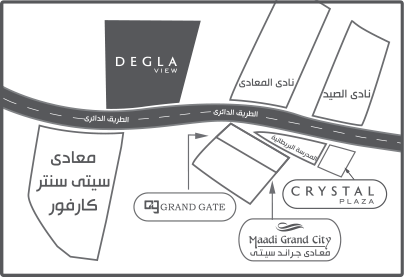 DEGLA
VIEW
نادى المعادى
نادى الصيد
الطريق الدائرى
الطريق الدائرى
المدرسة البريطانية
معادى
سيتى سنتر
كارفور
GRAND GATE
CRYSTAL
PLAZA
Maadi Grand City
معادى جراند سيتى